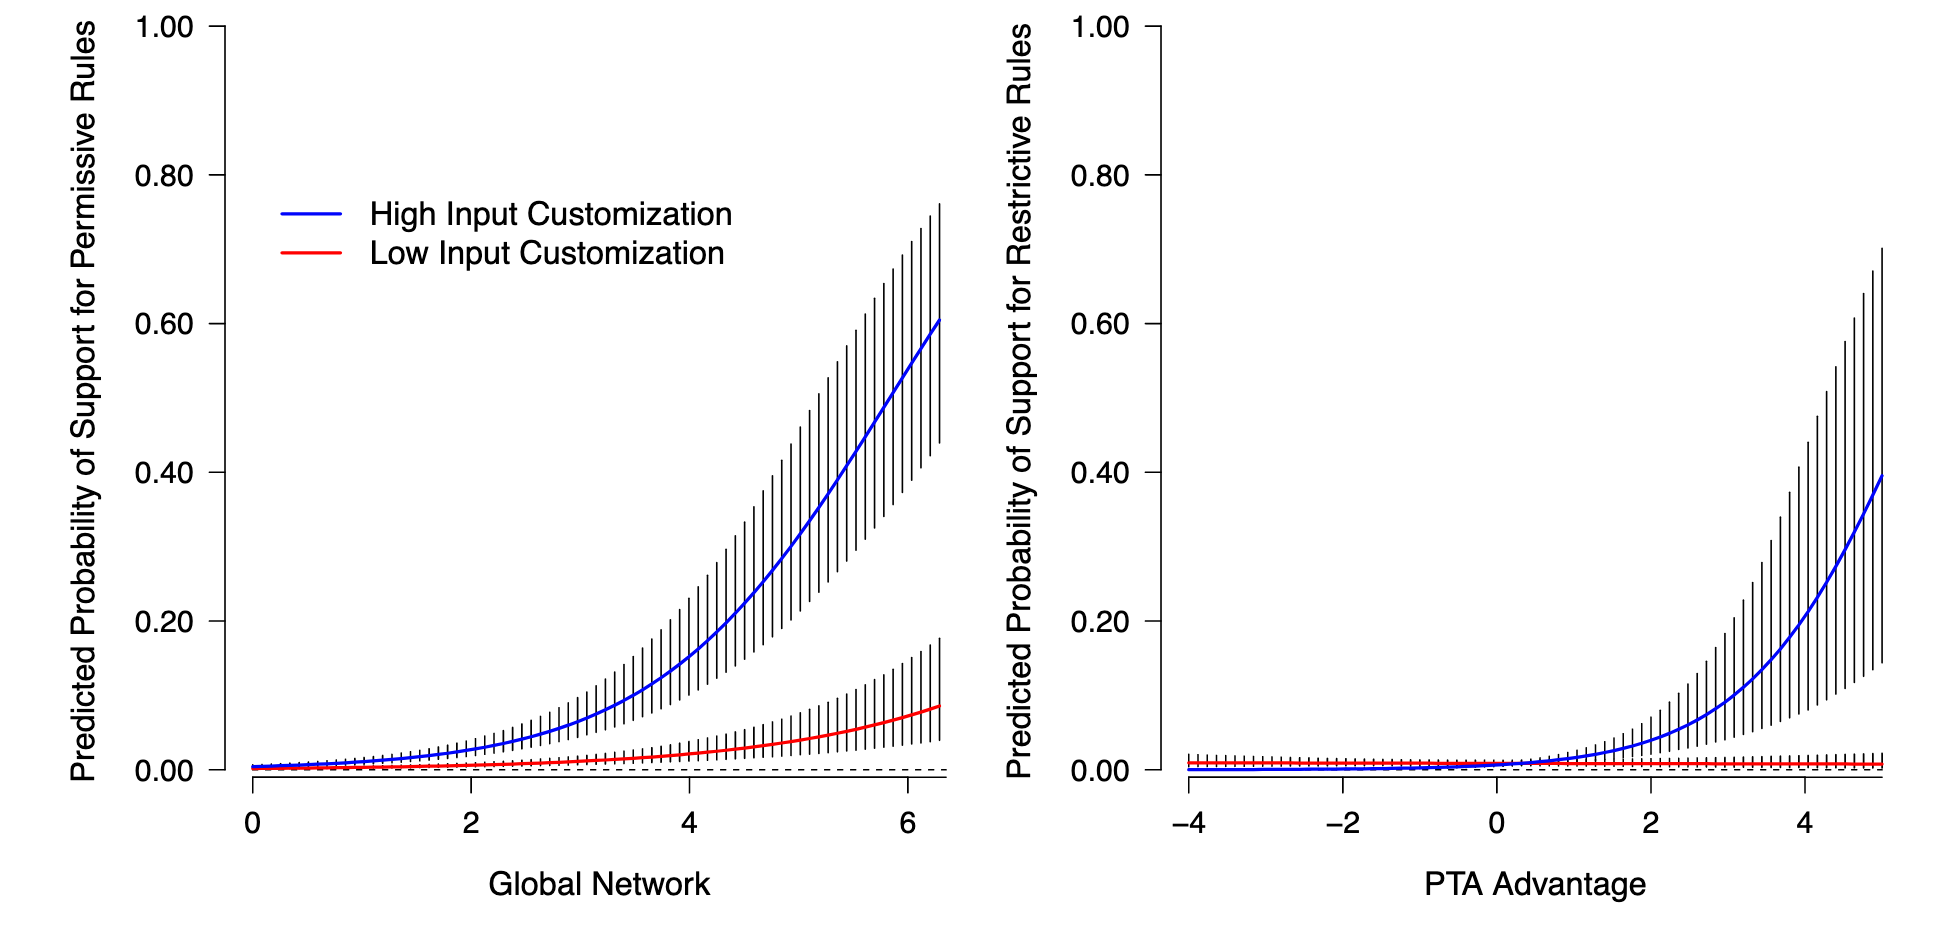 Predicted Probability of Support for Permissive Rules
1.00
0.80
0.60
0.40
0.20
0.00
High Input Customization
Low Input Customization
0 2 4 6
Global Network
Predicted Probability of Support for Restrictive Rules
1.00
0.80
0.60
0.40
0.20
0.00
−4 −2 0 2 4
PTA Advantage